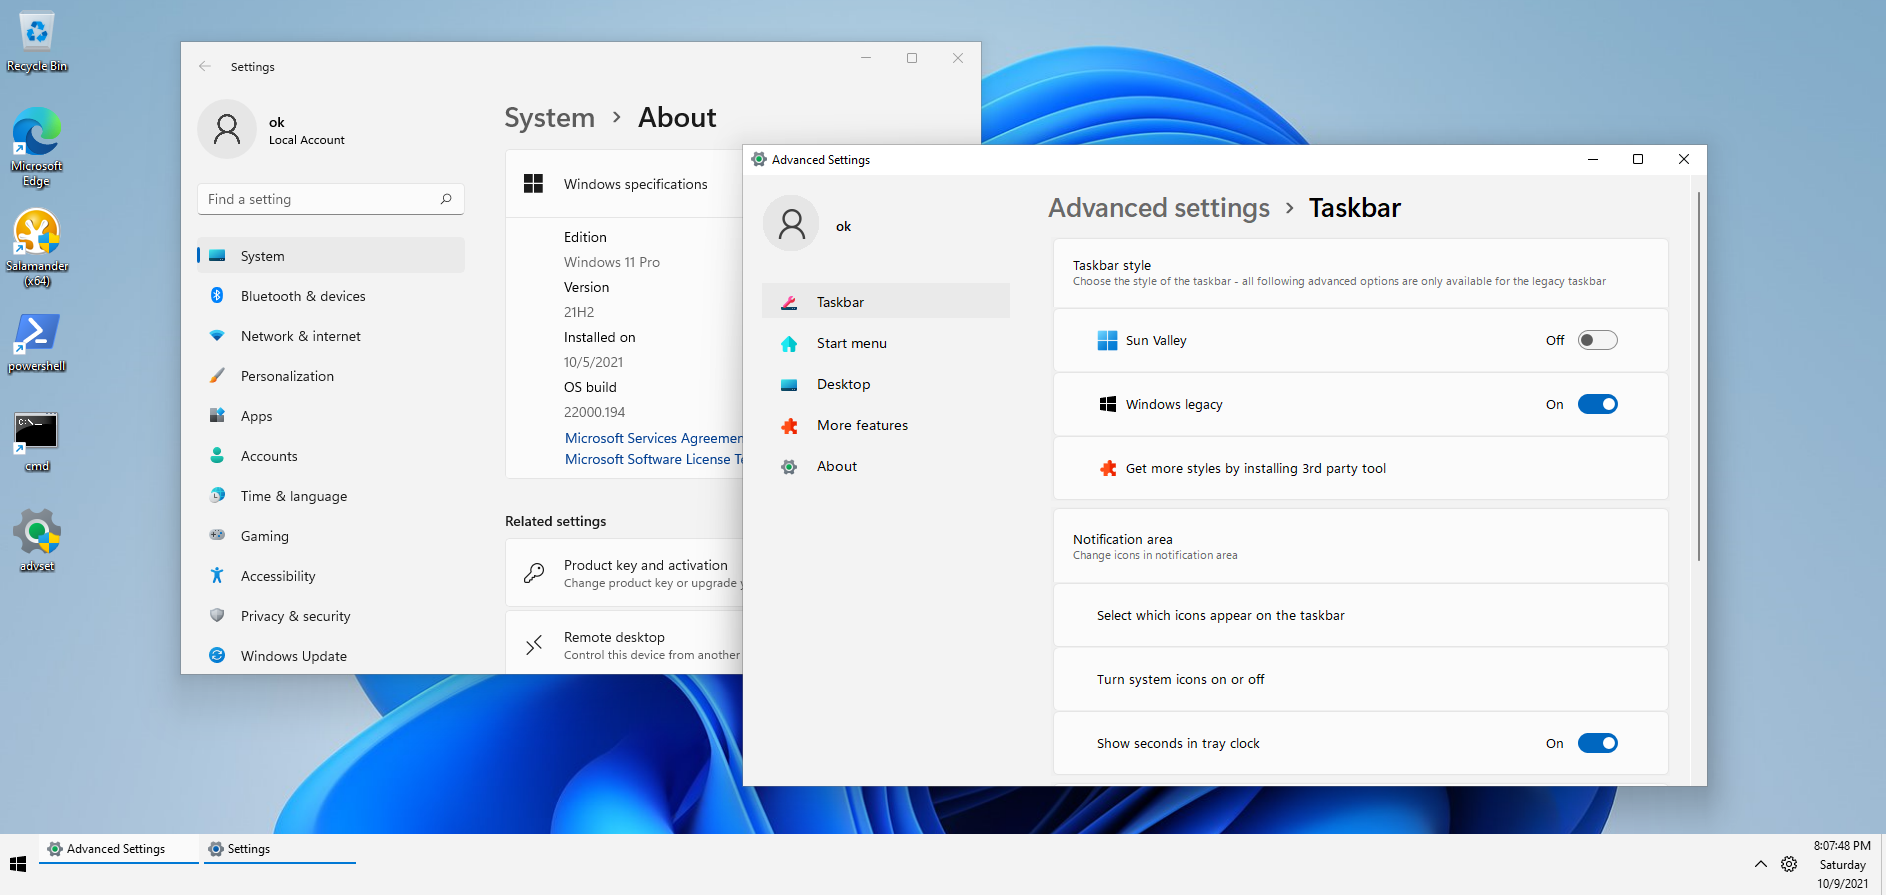 Recycle Bin
Microsoft
Edge
Salamander
(x64)
powershell
C:\._
cmd
advset
Settings
ok
Local Account
Find a setting
System
Bluetooth & devices
Network & internet
Personalization
Apps
Accounts
Time & language
Gaming
Accessibility
Privacy & security
Windows Update
System › About
Windows specifications
Edition
Windows 11 Pro
Version
21H2
Installed on
10/5/2021
OS build
22000.194
Microsoft Services Agreemen
Microsoft Software License Te
Related settings
Product key and activation
Change product key or upgrade y
Remote desktop
Control this device from another
Advanced Settings
ok
Taskbar
Start menu
Desktop
More features
About
Advanced settings › Taskbar
Taskbar style
Choose the style of the taskbar - all following advanced options are only available for the legacy taskbar
Sun Valley Off
Windows legacy On
Get more styles by installing 3rd party tool
Notification area
Change icons in notification area
Select which icons appear on the taskbar
Turn system icons on or off
Show seconds in tray clock On
Advanced Settings
Settings
8:07:48 PM
Saturday
10/9/2021